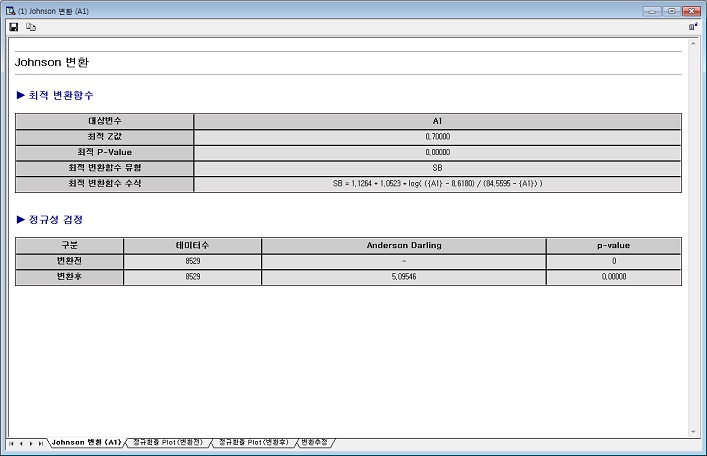 (1) Johnson 변환 (A1)
Johnson 변환
▶ 최적 변환함수
대상변수 A1
최적 Z값 0.70000
최적 P-Value 0.00000
최적 변환함수 유형 SB
최적 변환함수 수식 SB = 1.1264 + 1.0523 * log( ({A1} - 8.6180) / (84.5595 - {A1}) )
▶ 정규성 검정
구분 데이터수 Anderson Darling p-value
변환전 8529 - 0
변환후 8529 5.09546 0.00000
Johnson 변환 (A1) 정규확률 Plot(변환전) 정규확률 Plot(변환후) 변환추정